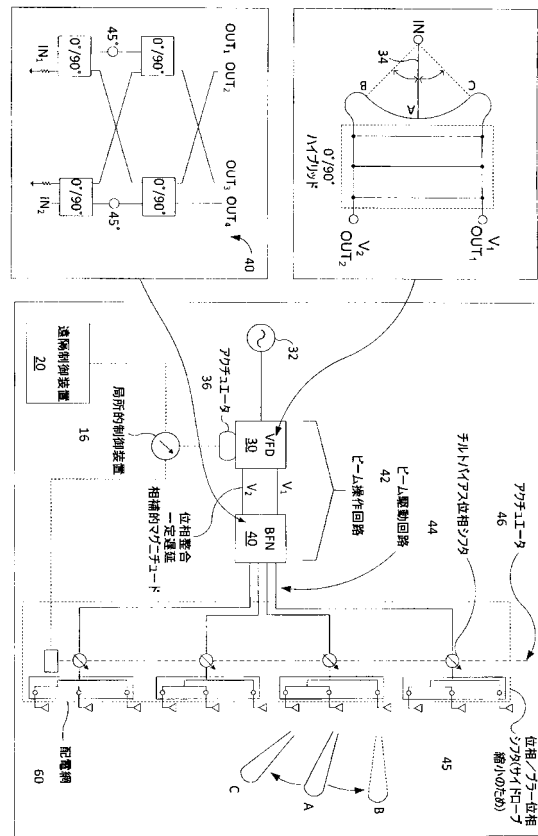 IN
34
A
B
C
0°/90°
ハイブリッド
V₁
OUT₁
V₂
OUT₂
OUT₁
OUT₂
OUT₃
OUT₄
40
0°/90°
45°
0°/90°
IN₁
0°/90°
45°
0°/90°
IN₂
遠隔制御装置
20
局所的制御装置
16
32
アクチュエータ
36
VFD
30
V₁
V₂
BFN
40
位相整合
一定遅延
相補的マグニチュード
ビーム操作回路
ビーム駆動回路
42
チルトバイアス位相シフタ
44
アクチュエータ
46
位相/プラー位相
シフタ(サイドローブ
縮小のため)
45
配電網
60
A
B
C